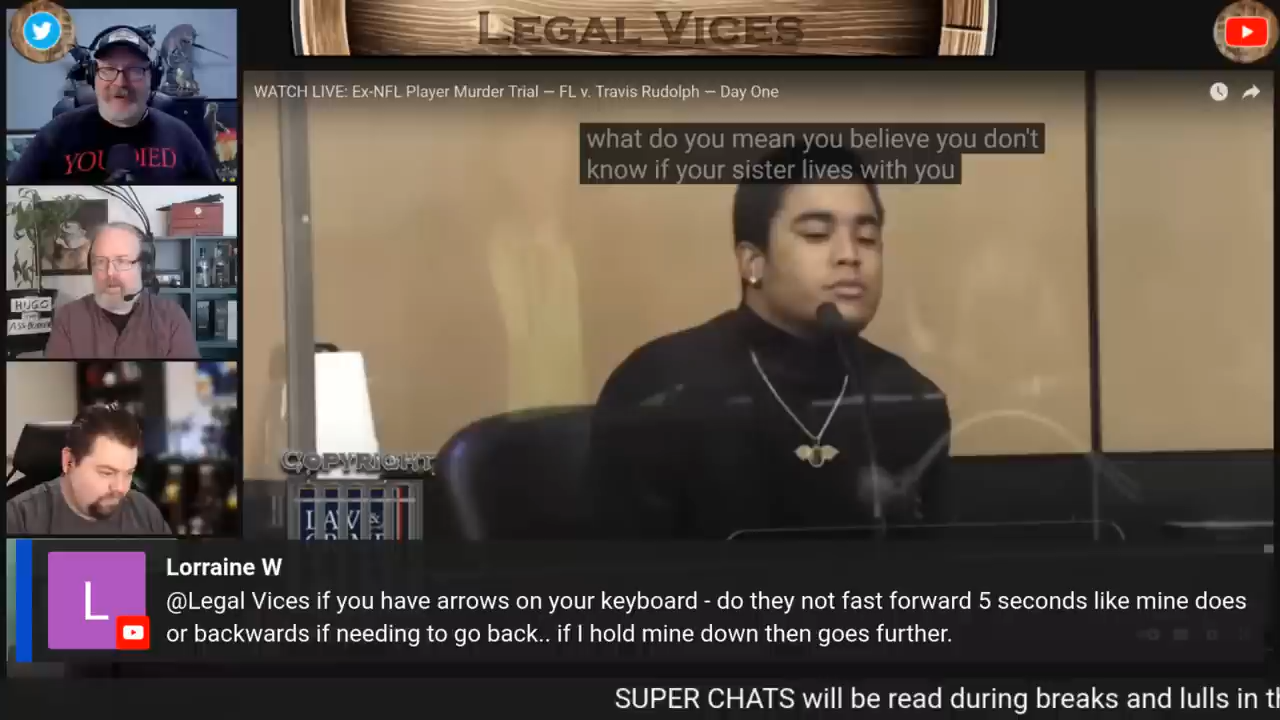 LEGAL VICES
WATCH LIVE: Ex-NFL Player Murder Trial — FL v. Travis Rudolph — Day One
what do you mean you believe you don't
know if your sister lives with you
YOU DIED
HUGO
COPYRIGHT
LAW &
Lorraine W
L
@Legal Vices if you have arrows on your keyboard - do they not fast forward 5 seconds like mine does
or backwards if needing to go back.. if I hold mine down then goes further.
SUPER CHATS will be read during breaks and lulls in